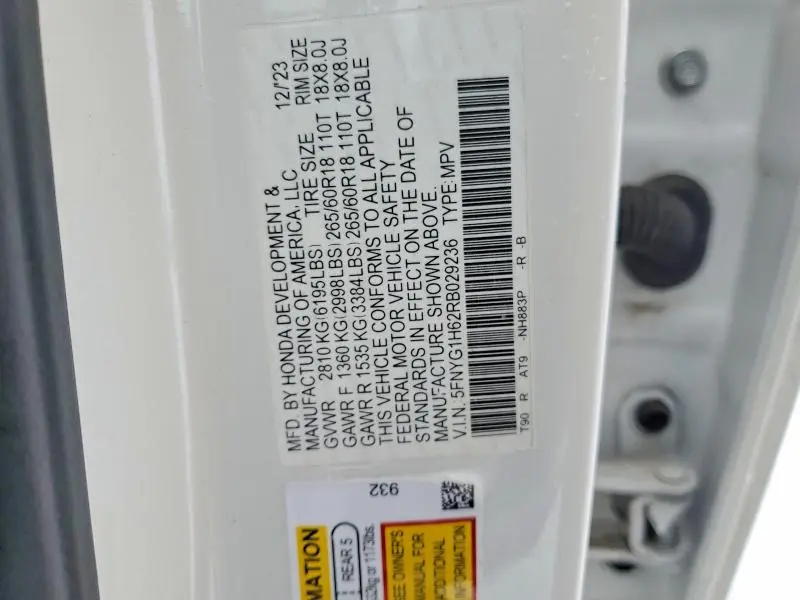 MFD. BY HONDA DEVELOPMENT &
MANUFACTURING OF AMERICA, LLC 12/'23
GVWR 2810 KG(6195LBS) TIRE SIZE RIM SIZE
GAWR F 1360 KG(2998LBS) 265/60R18 110T 18X8.0J
GAWR R 1535 KG(3384LBS) 265/60R18 110T 18X8.0J
THIS VEHICLE CONFORMS TO ALL APPLICABLE
FEDERAL MOTOR VEHICLE SAFETY
STANDARDS IN EFFECT ON THE DATE OF
MANUFACTURE SHOWN ABOVE.
V.I.N.: 5FNYG1H62RB029236 TYPE: MPV
T90 R AT9 -NH883P -R -B
932
MATION
REAR 5
or 1173lbs.
SEE OWNER'S
MANUAL FOR
ADDITIONAL
INFORMATION